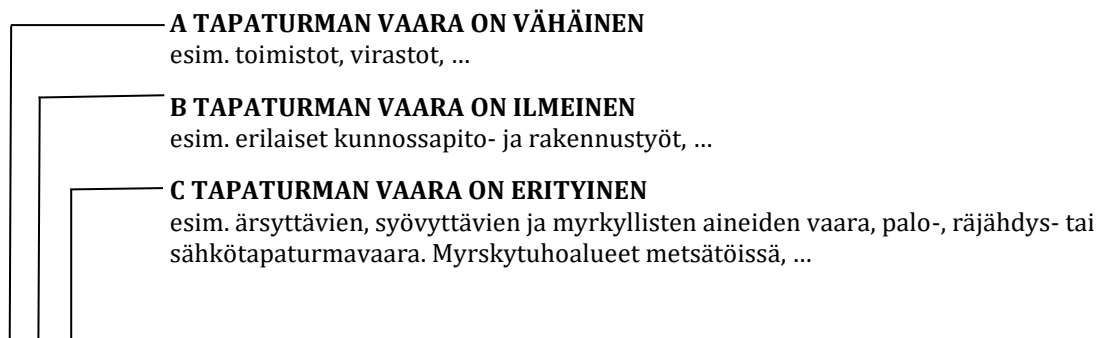 A TAPATURMAN VAARA ON VÄHÄINEN
esim. toimistot, virastot, …
B TAPATURMAN VAARA ON ILMEINEN
esim. erilaiset kunnossapito- ja rakennustyöt, …
C TAPATURMAN VAARA ON ERITYINEN
esim. ärsyttävien, syövyttävien ja myrkyllisten aineiden vaara, palo-, räjähdys- tai
sähkötapaturmavaara. Myrskytuhoalueet metsätöissä, …